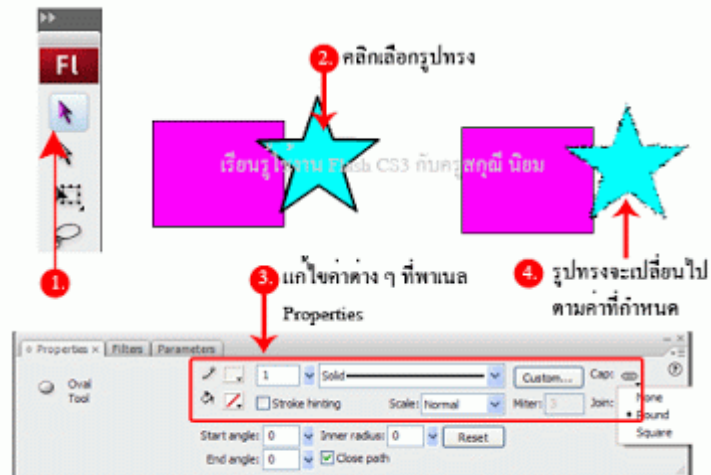 Fl
2. คลิกเลือกรูปทรง
เรียนรู้ใช้งาน Flash CS3 กับครูสกุณี นิยม
1.
3. แก้ไขค่าต่าง ๆ ที่พาเนล
Properties
4. รูปทรงจะเปลี่ยนไป
ตามค่าที่กำหนด
Properties × Filters Parameters
Oval
Tool
1 Solid Custom... Cap:
Stroke hinting Scale: Normal Miter: 3 Join:
None
Round
Square
Start angle: 0 Inner radius: 0 Reset
End angle: 0 Close path